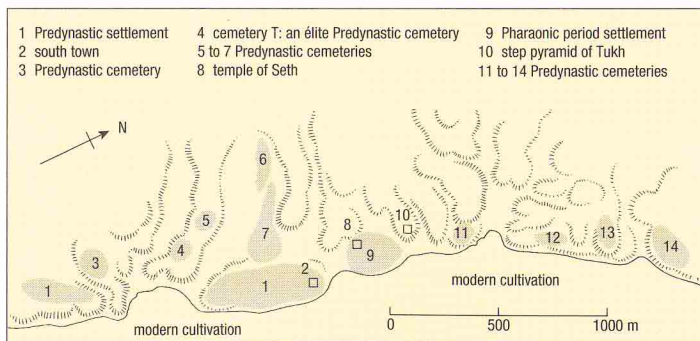 1 Predynastic settlement
2 south town
3 Predynastic cemetery
4 cemetery T: an élite Predynastic cemetery
5 to 7 Predynastic cemeteries
8 temple of Seth
9 Pharaonic period settlement
10 step pyramid of Tukh
11 to 14 Predynastic cemeteries
N
6
5
8
10
11
12
13
14
3
4
7
9
1
1
2
modern cultivation
modern cultivation
0 500 1000 m